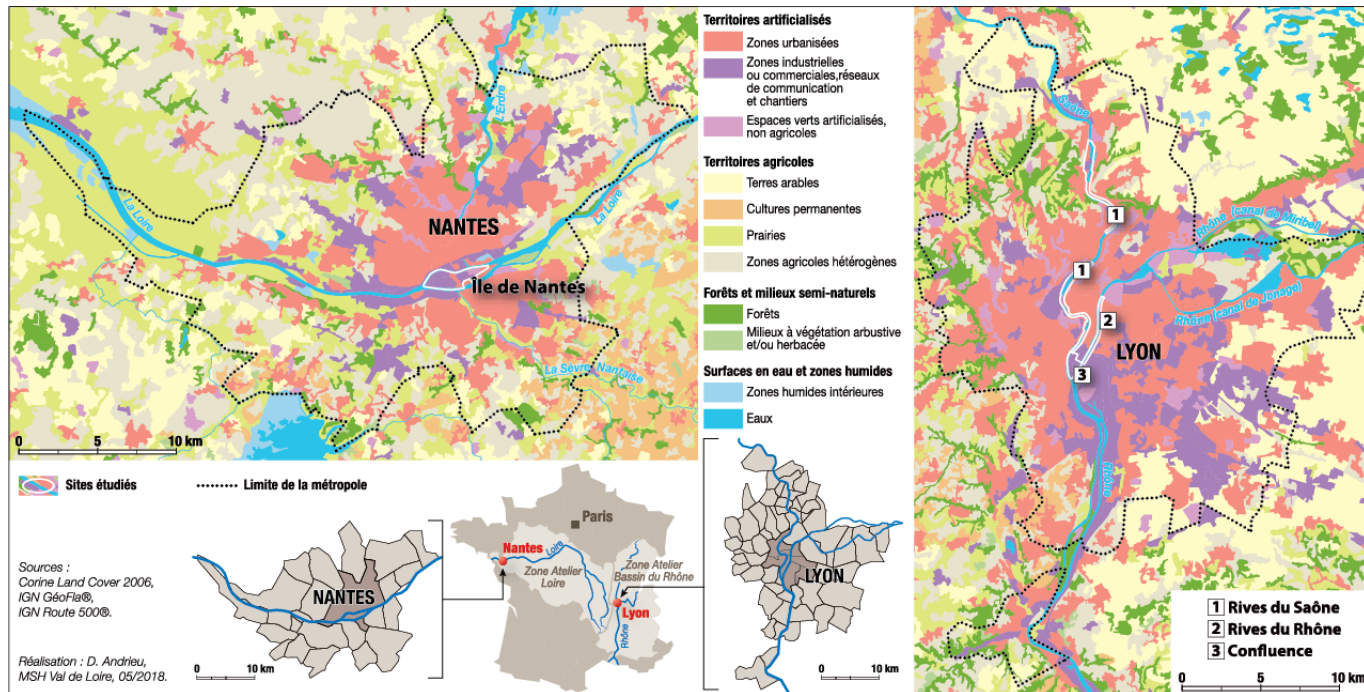 L'Erdre
La Loire
La Loire
NANTES
Île de Nantes
La Sèvre Nantaise
0 5 10 km
Territoires artificialisés
Zones urbanisées
Zones industrielles
ou commerciales,réseaux
de communication
et chantiers
Espaces verts artificialisés,
non agricoles
Territoires agricoles
Terres arables
Cultures permanentes
Prairies
Zones agricoles hétérogènes
Forêts et milieux semi-naturels
Forêts
Milieux à végétation arbustive
et/ou herbacée
Surfaces en eau et zones humides
Zones humides intérieures
Eaux
Saône
1
Rhône (canal de Miribel)
1
Rhône (canal de Jonage)
2
LYON
3
Rhône
1 Rives du Saône
2 Rives du Rhône
3 Confluence
0 5 10 km
Sites étudiés
Limite de la métropole
Sources :
Corine Land Cover 2006,
IGN GéoFla®,
IGN Route 500®.
Réalisation : D. Andrieu,
MSH Val de Loire, 05/2018.
NANTES
0 10 km
Paris
Nantes
Loire
Zone Atelier
Loire
Zone Atelier
Bassin du Rhône
Lyon
Rhône
LYON
0 10 km